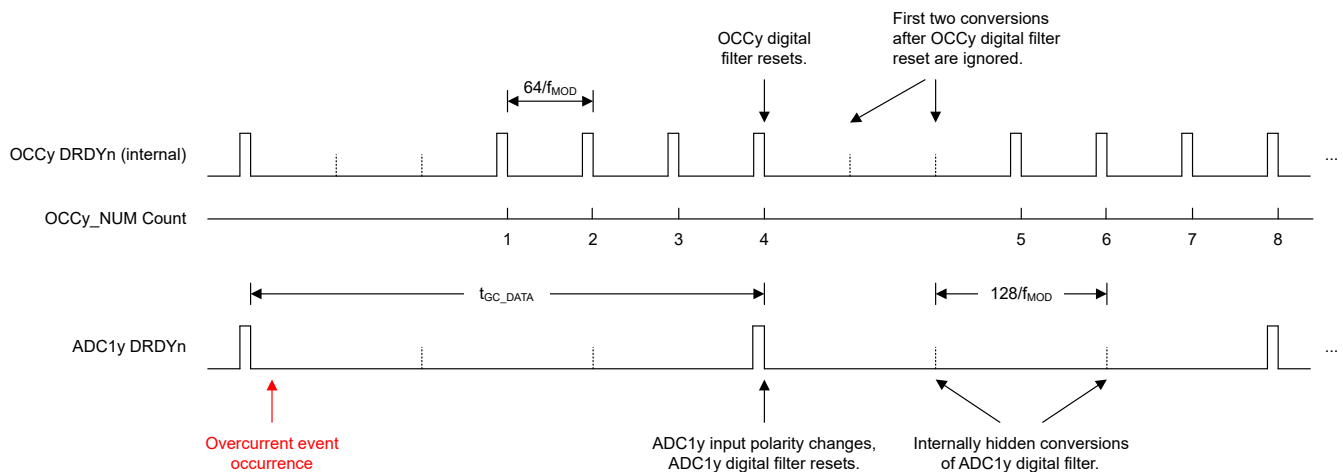 OCCy digital
filter resets.
First two conversions
after OCCy digital filter
reset are ignored.
64/fMOD
OCCy DRDYn (internal)
...
OCCy_NUM Count
1 2 3 4 5 6 7 8
tGC_DATA
128/fMOD
ADC1y DRDYn
...
Overcurrent event
occurrence
ADC1y input polarity changes,
ADC1y digital filter resets.
Internally hidden conversions
of ADC1y digital filter.